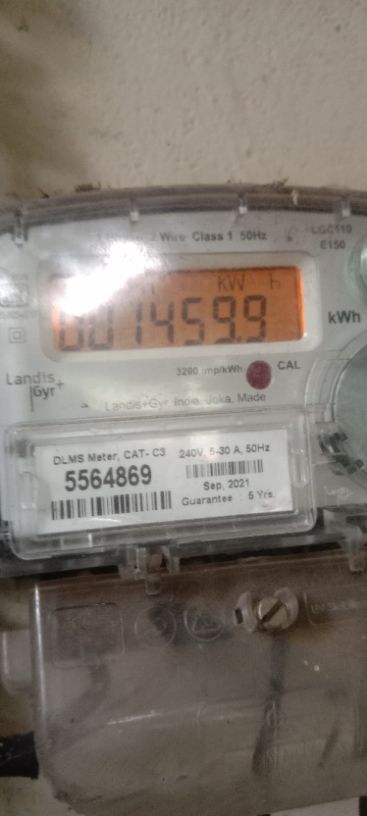 2 Wire Class 1 50Hz
LGC110
E150
kW h
0014599
kWh
3200 imp/kWh
CAL
Landis
Gyr+
Landis+Gyr India, Joka, Made
DLMS Meter, CAT- C3
240V, 5-30 A, 50Hz
5564869
Sep, 2021
Guarantee : 5 Yrs.